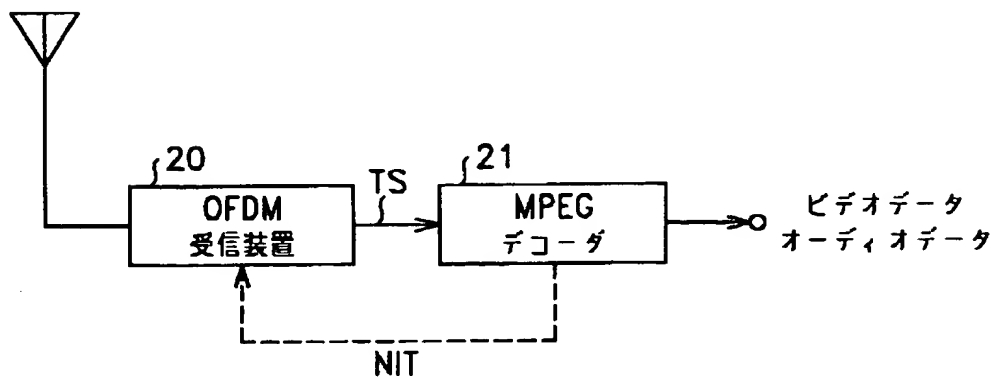 20
OFDM
受信装置
TS
21
MPEG
デコーダ
ビデオデータ
オーディオデータ
NIT